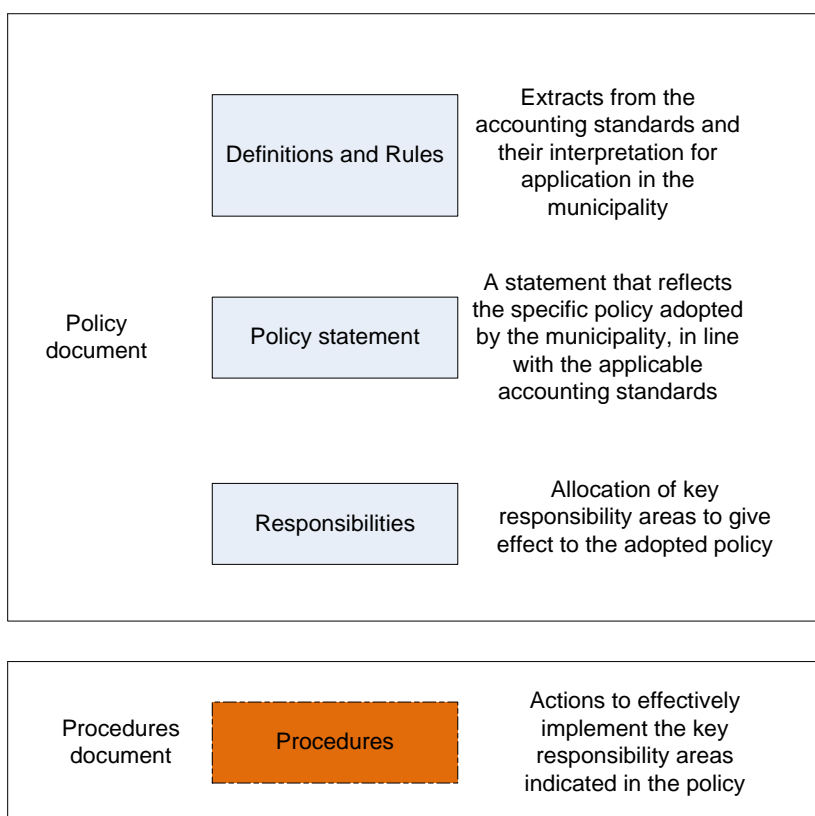 Definitions and Rules
Extracts from the
accounting standards and
their interpretation for
application in the
municipality
Policy
document
Policy statement
A statement that reflects
the specific policy adopted
by the municipality, in line
with the applicable
accounting standards
Responsibilities
Allocation of key
responsibility areas to give
effect to the adopted policy
Procedures
document
Procedures
Actions to effectively
implement the key
responsibility areas
indicated in the policy